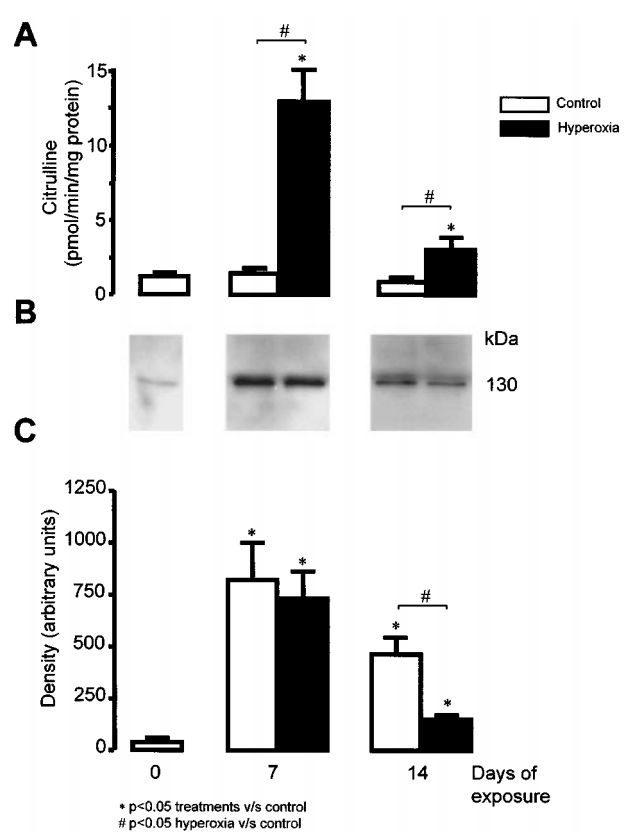 A
#
*
15
10
5
0
Citrulline
(pmol/min/mg protein)
Control
Hyperoxia
#
*
B
kDa
130
C
1250
1000
750
500
250
0
Density (arbitrary units)
*
*
#
*
*
0 7 14 Days of
exposure
* p<0.05 treatments v/s control
# p<0.05 hyperoxia v/s control